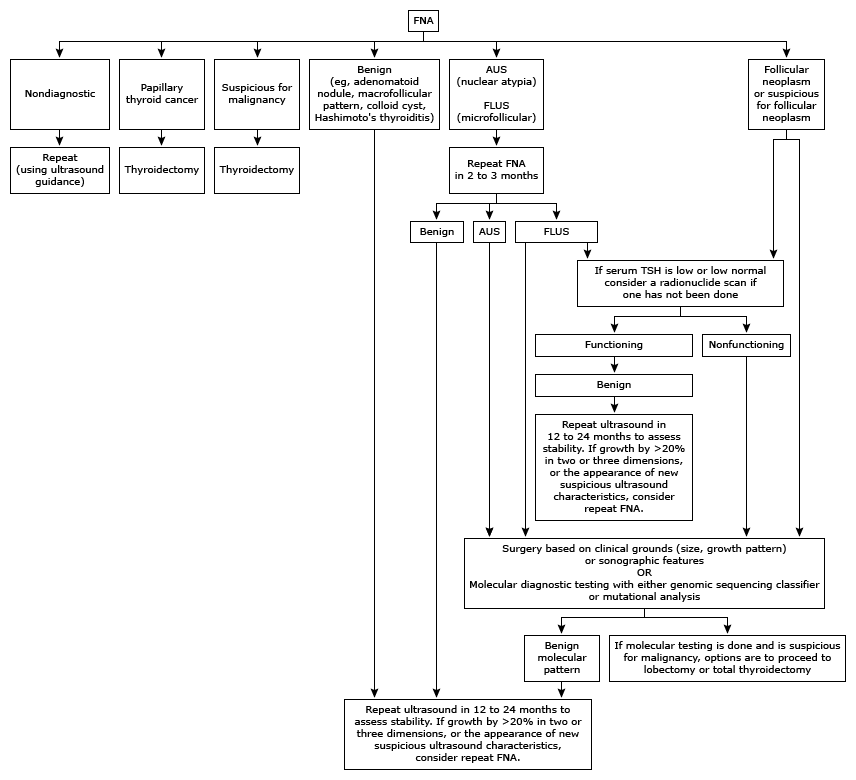 FNA
Nondiagnostic
Papillary
thyroid cancer
Suspicious for
malignancy
Benign
(eg, adenomatoid
nodule, macrofollicular
pattern, colloid cyst,
Hashimoto's thyroiditis)
AUS
(nuclear atypia)
FLUS
(microfollicular)
Follicular
neoplasm
or suspicious
for follicular
neoplasm
Repeat
(using ultrasound
guidance)
Thyroidectomy
Thyroidectomy
Repeat FNA
in 2 to 3 months
Benign
AUS
FLUS
If serum TSH is low or low normal
consider a radionuclide scan if
one has not been done
Functioning
Nonfunctioning
Benign
Repeat ultrasound in
12 to 24 months to assess
stability. If growth by >20%
in two or three dimensions,
or the appearance of new
suspicious ultrasound
characteristics, consider
repeat FNA.
Surgery based on clinical grounds (size, growth pattern)
or sonographic features
OR
Molecular diagnostic testing with either genomic sequencing classifier
or mutational analysis
Benign
molecular
pattern
If molecular testing is done and is suspicious
for malignancy, options are to proceed to
lobectomy or total thyroidectomy
Repeat ultrasound in 12 to 24 months to
assess stability. If growth by >20% in two or
three dimensions, or the appearance of new
suspicious ultrasound characteristics,
consider repeat FNA.